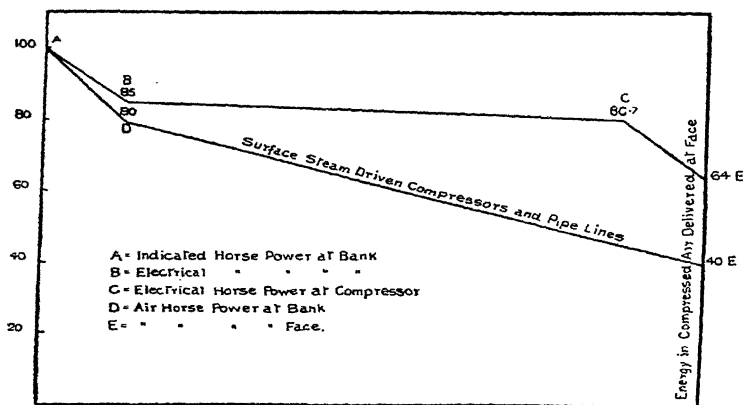 100
A
B
85
80
80
D
C
80·7
Surface Steam Driven Compressors and Pipe Lines
60
64 E
40
40 E
20
A = Indicated Horse Power at Bank
B = Electrical " " " "
C = Electrical Horse Power at Compressor
D = Air Horse Power at Bank
E = " " " " Face.
Energy in Compressed Air Delivered at Face